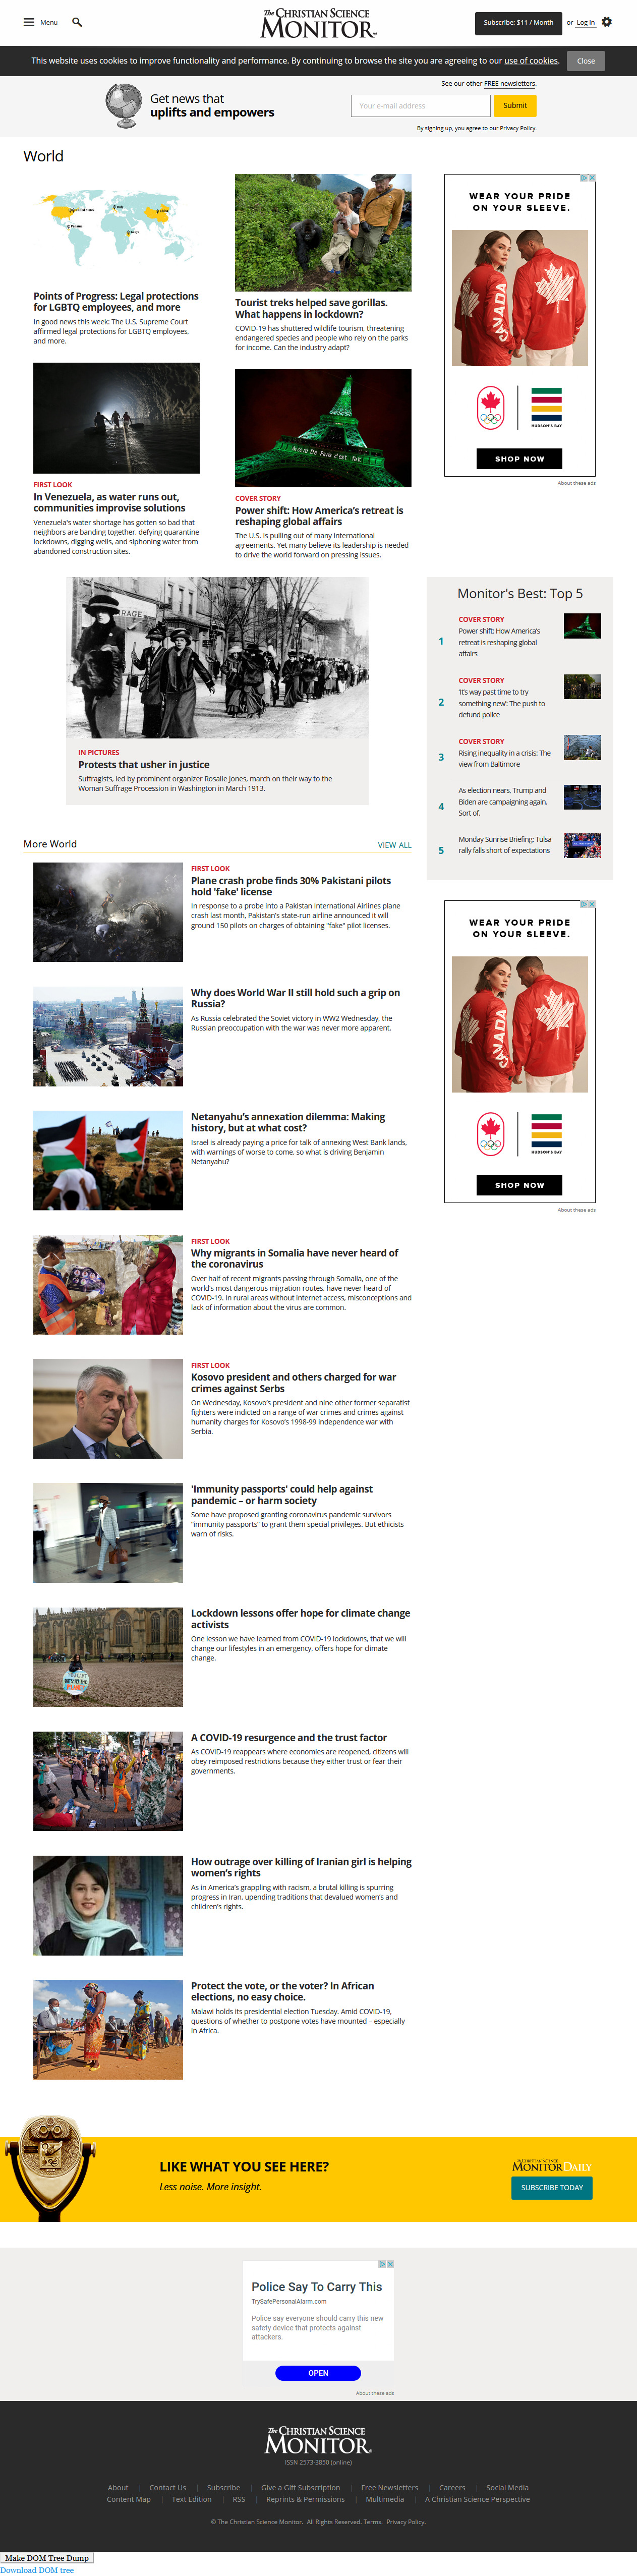 Menu
The CHRISTIAN SCIENCE
MONITOR
Subscribe: $11 / Month
or Log in
This website uses cookies to improve functionality and performance. By continuing to browse the site you are agreeing to our use of cookies.
Close
See our other FREE newsletters.
Get news that
uplifts and empowers
Your e-mail address
Submit
By signing up, you agree to our Privacy Policy.
World
Points of Progress: Legal protections
for LGBTQ employees, and more
In good news this week: The U.S. Supreme Court
affirmed legal protections for LGBTQ employees,
and more.
FIRST LOOK
In Venezuela, as water runs out,
communities improvise solutions
Venezuela's water shortage has gotten so bad that
neighbors are banding together, defying quarantine
lockdowns, digging wells, and siphoning water from
abandoned construction sites.
Tourist treks helped save gorillas.
What happens in lockdown?
COVID-19 has shuttered wildlife tourism, threatening
endangered species and people who rely on the parks
for income. Can the industry adapt?
Accord De Paris c'est fait
COVER STORY
Power shift: How America's retreat is
reshaping global affairs
The U.S. is pulling out of many international
agreements. Yet many believe its leadership is needed
to drive the world forward on pressing issues.
WEAR YOUR PRIDE
ON YOUR SLEEVE.
CANADA
HUDSON'S BAY
SHOP NOW
About these ads
IN PICTURES
Protests that usher in justice
Suffragists, led by prominent organizer Rosalie Jones, march on their way to the
Woman Suffrage Procession in Washington in March 1913.
Monitor's Best: Top 5
1
COVER STORY
Power shift: How America's
retreat is reshaping global
affairs
2
COVER STORY
'It's way past time to try
something new': The push to
defund police
3
COVER STORY
Rising inequality in a crisis: The
view from Baltimore
4
As election nears, Trump and
Biden are campaigning again.
Sort of.
5
Monday Sunrise Briefing: Tulsa
rally falls short of expectations
More World
VIEW ALL
FIRST LOOK
Plane crash probe finds 30% Pakistani pilots
hold 'fake' license
In response to a probe into a Pakistan International Airlines plane
crash last month, Pakistan's state-run airline announced it will
ground 150 pilots on charges of obtaining "fake" pilot licenses.
Why does World War II still hold such a grip on
Russia?
As Russia celebrated the Soviet victory in WW2 Wednesday, the
Russian preoccupation with the war was never more apparent.
Netanyahu's annexation dilemma: Making
history, but at what cost?
Israel is already paying a price for talk of annexing West Bank lands,
with warnings of worse to come, so what is driving Benjamin
Netanyahu?
FIRST LOOK
Why migrants in Somalia have never heard of
the coronavirus
Over half of recent migrants passing through Somalia, one of the
world's most dangerous migration routes, have never heard of
COVID-19. In rural areas without internet access, misconceptions and
lack of information about the virus are common.
FIRST LOOK
Kosovo president and others charged for war
crimes against Serbs
On Wednesday, Kosovo's president and nine other former separatist
fighters were indicted on a range of war crimes and crimes against
humanity charges for Kosovo's 1998-99 independence war with
Serbia.
'Immunity passports' could help against
pandemic – or harm society
Some have proposed granting coronavirus pandemic survivors
"immunity passports" to grant them special privileges. But ethicists
warn of risks.
Lockdown lessons offer hope for climate change
activists
One lesson we have learned from COVID-19 lockdowns, that we will
change our lifestyles in an emergency, offers hope for climate
change.
A COVID-19 resurgence and the trust factor
As COVID-19 reappears where economies are reopened, citizens will
obey reimposed restrictions because they either trust or fear their
governments.
How outrage over killing of Iranian girl is helping
women's rights
As in America's grappling with racism, a brutal killing is spurring
progress in Iran, upending traditions that devalued women's and
children's rights.
Protect the vote, or the voter? In African
elections, no easy choice.
Malawi holds its presidential election Tuesday. Amid COVID-19,
questions of whether to postpone votes have mounted – especially
in Africa.
WEAR YOUR PRIDE
ON YOUR SLEEVE.
CANADA
HUDSON'S BAY
SHOP NOW
About these ads
LIKE WHAT YOU SEE HERE?
Less noise. More insight.
The CHRISTIAN SCIENCE
MONITOR DAILY
SUBSCRIBE TODAY
Police Say To Carry This
TrySafePersonalAlarm.com
Police say everyone should carry this new
safety device that protects against
attackers.
OPEN
About these ads
The CHRISTIAN SCIENCE
MONITOR
ISSN 2573-3850 (online)
About | Contact Us | Subscribe | Give a Gift Subscription | Free Newsletters | Careers | Social Media
Content Map | Text Edition | RSS | Reprints & Permissions | Multimedia | A Christian Science Perspective
© The Christian Science Monitor. All Rights Reserved. Terms. Privacy Policy.
Make DOM Tree Dump
Download DOM tree